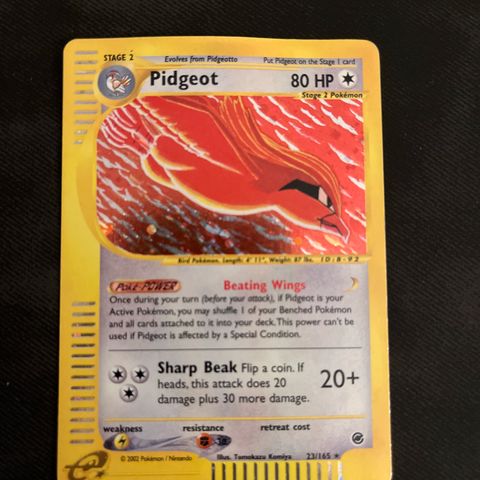 STAGE 2
Evolves from Pidgeotto
Put Pidgeot on the Stage 1 card
Pidgeot
80 HP
Stage 2 Pokémon
Bird Pokémon. Length: 4' 11", Weight: 87 lbs. ID:8-92
POKé-POWER
Beating Wings
Once during your turn (before your attack), if Pidgeot is your
Active Pokémon, you may shuffle 1 of your Benched Pokémon
and all cards attached to it into your deck. This power can't be
used if Pidgeot is affected by a Special Condition.
Sharp Beak Flip a coin. If
heads, this attack does 20
damage plus 30 more damage.
20+
weakness
resistance
retreat cost
-30
Illus. Tomokazu Komiya
© 2002 Pokémon / Nintendo
23/165
e